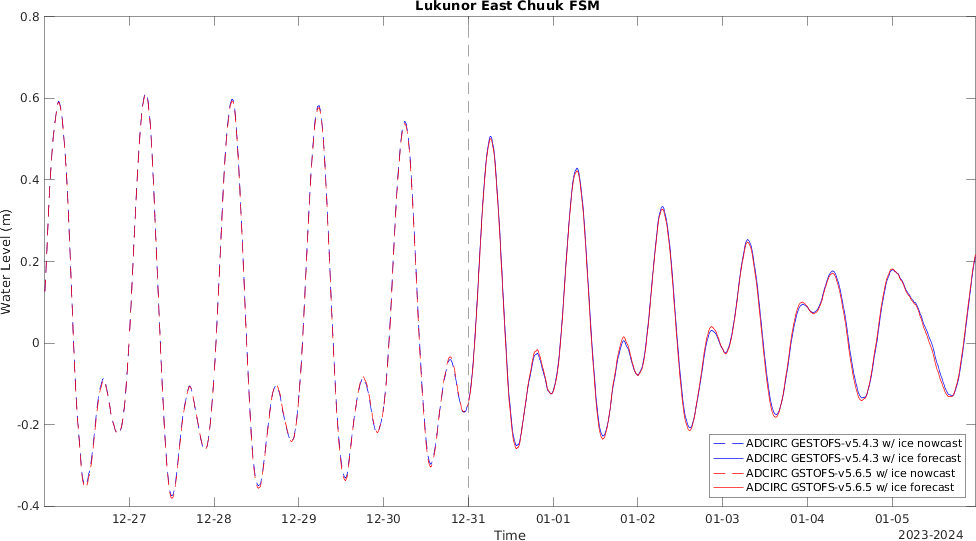 Lukunor East Chuuk FSM
0.8
0.6
0.4
0.2
0
-0.2
-0.4
Water Level (m)
12-27 12-28 12-29 12-30 12-31 01-01 01-02 01-03 01-04 01-05
Time
2023-2024
ADCIRC GESTOFS-v5.4.3 w/ ice nowcast
ADCIRC GESTOFS-v5.4.3 w/ ice forecast
ADCIRC GSTOFS-v5.6.5 w/ ice nowcast
ADCIRC GSTOFS-v5.6.5 w/ ice forecast